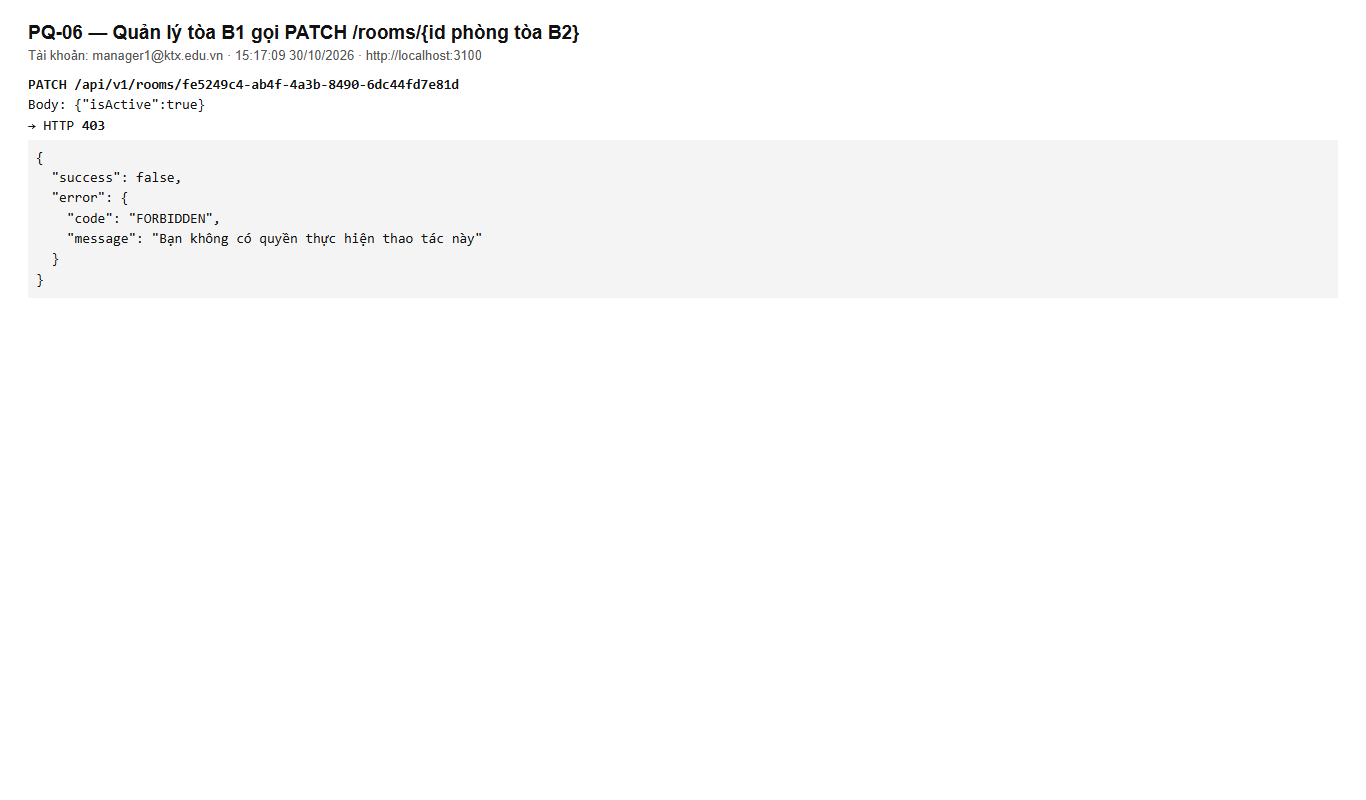 PQ-06 — Quản lý tòa B1 gọi PATCH /rooms/{id phòng tòa B2}
Tài khoản: manager1@ktx.edu.vn · 15:17:09 30/10/2026 · http://localhost:3100
PATCH /api/v1/rooms/fe5249c4-ab4f-4a3b-8490-6dc44fd7e81d
Body: {"isActive":true}
→ HTTP 403
{
  "success": false,
  "error": {
    "code": "FORBIDDEN",
    "message": "Bạn không có quyền thực hiện thao tác này"
  }
}